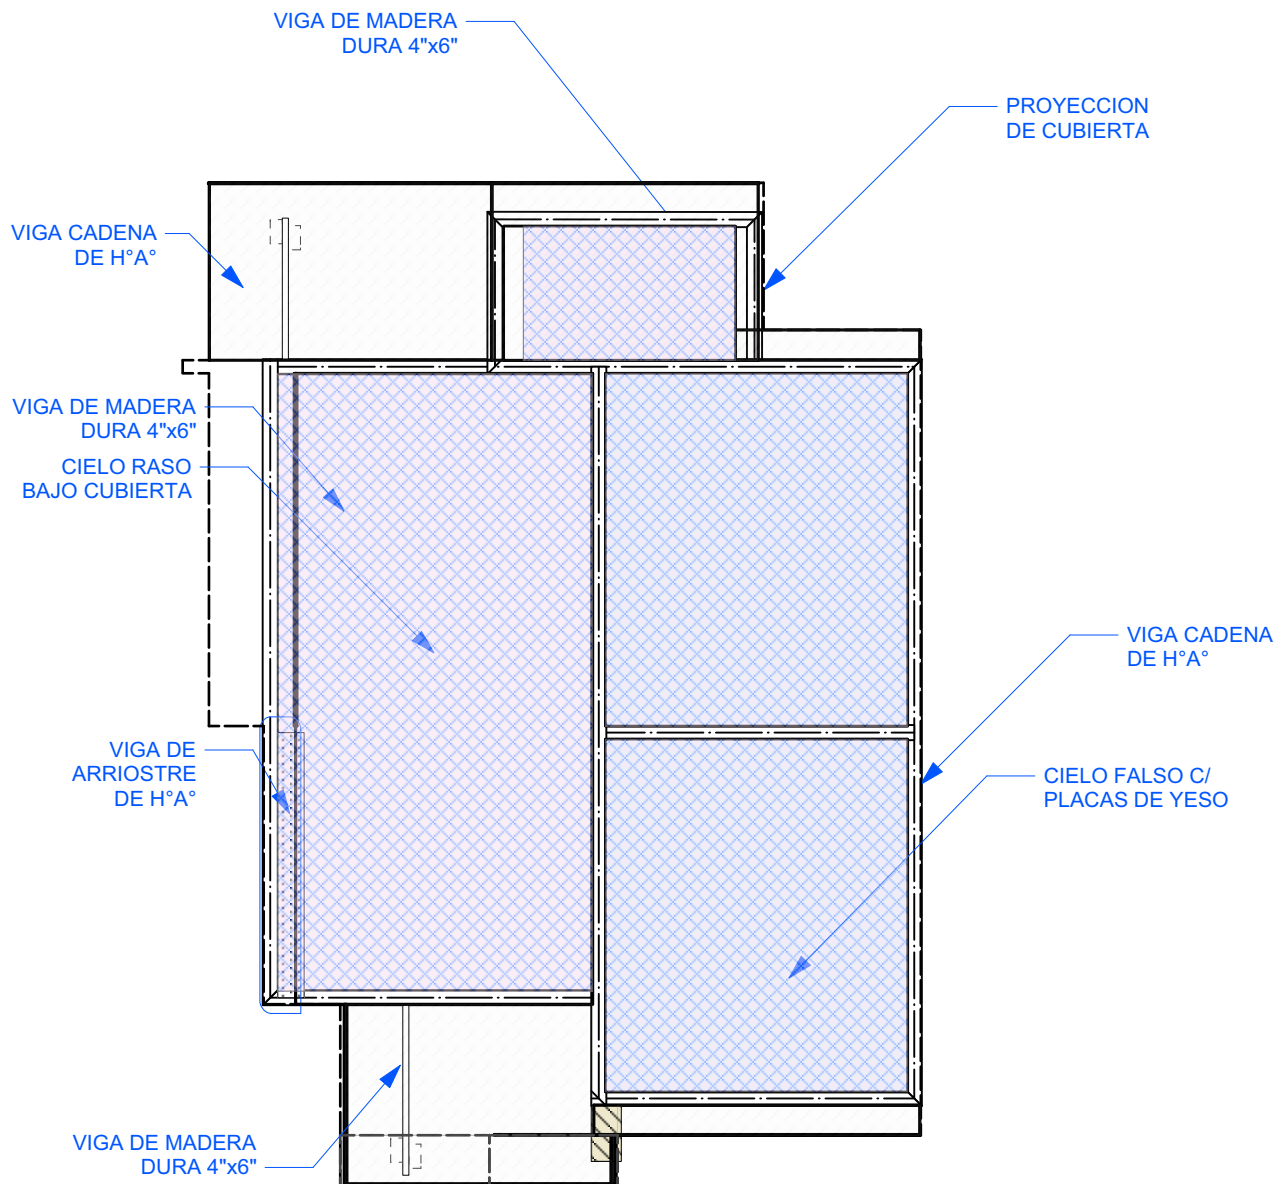 VIGA DE MADERA
DURA 4"x6"
PROYECCION
DE CUBIERTA
VIGA CADENA
DE H°A°
VIGA DE MADERA
DURA 4"x6"
CIELO RASO
BAJO CUBIERTA
VIGA CADENA
DE H°A°
VIGA DE
ARRIOSTRE
DE H°A°
CIELO FALSO C/
PLACAS DE YESO
VIGA DE MADERA
DURA 4"x6"